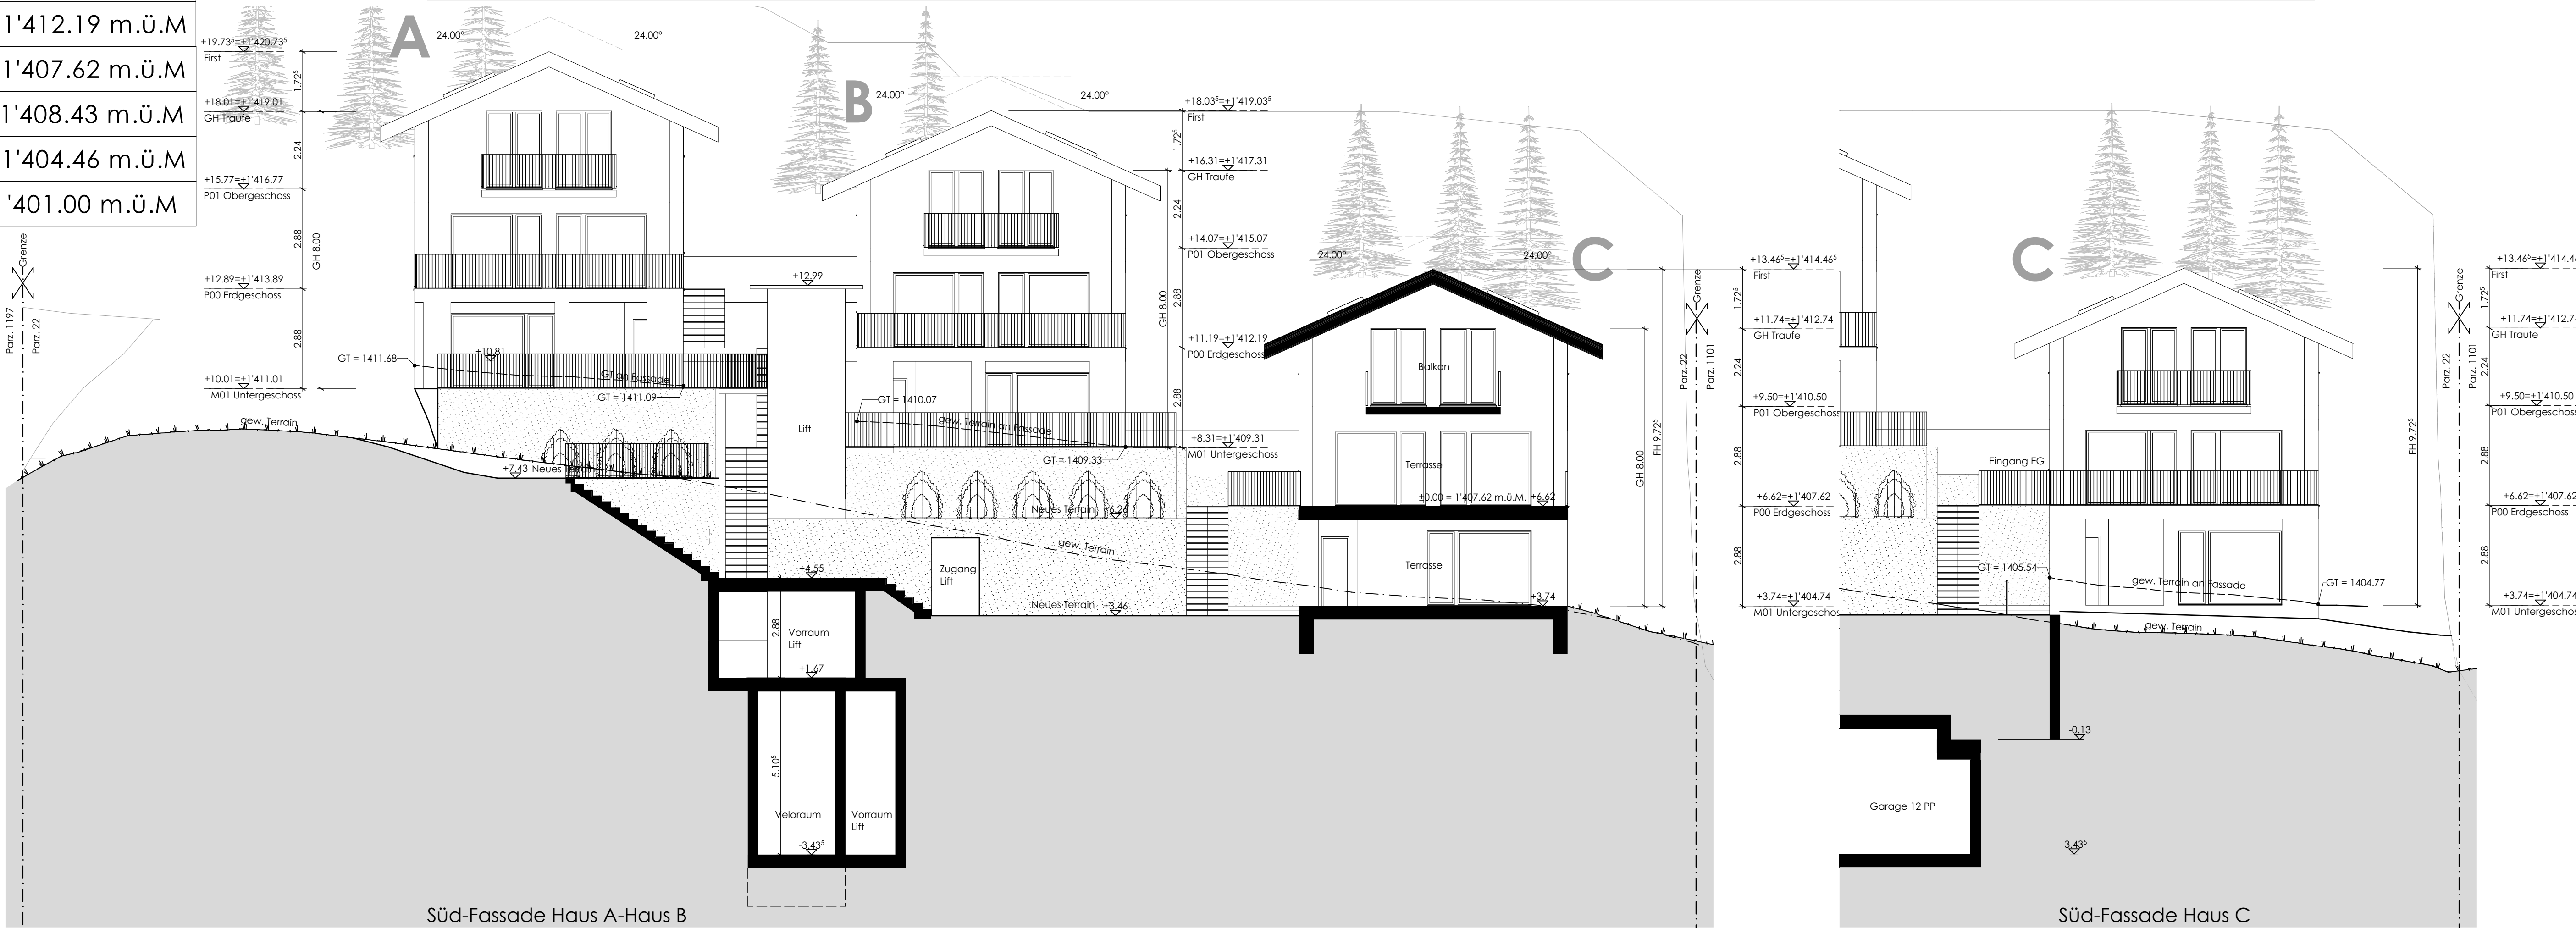 1'412.19 m.ü.M
1'407.62 m.ü.M
1'408.43 m.ü.M
1'404.46 m.ü.M
1'401.00 m.ü.M
A
24.00°
24.00°
+19.73⁵=+1'420.73⁵
First
1.72⁵
+18.01=+1'419.01
GH Traufe
2.24
+15.77=+1'416.77
P01 Obergeschoss
2.88
GH 8.00
+12.89=+1'413.89
P00 Erdgeschoss
2.88
+10.01=+1'411.01
M01 Untergeschoss
Grenze
Parz. 1197
Parz. 22
GT = 1411.68
+10.81
GT an Fassade
GT = 1411.09
gew. Terrain
+7.43 Neues Terrain
B
24.00°
24.00°
+18.03⁵=+1'419.03⁵
First
1.72⁵
+16.31=+1'417.31
GH Traufe
2.24
+14.07=+1'415.07
P01 Obergeschoss
2.88
GH 8.00
+11.19=+1'412.19
P00 Erdgeschoss
2.88
+8.31=+1'409.31
M01 Untergeschoss
+12.99
Lift
GT = 1410.07
gew. Terrain an Fassade
GT = 1409.33
Neues Terrain +6.26
gew. Terrain
Zugang
Lift
+4.55
Neues Terrain +3.46
2.88
Vorraum
Lift
+1.67
5.10⁵
Veloraum
Vorraum
Lift
-3.43⁵
C
24.00°
24.00°
Balkon
Terrasse
±0.00 = 1'407.62 m.ü.M. +6.62
Terrasse
+3.74
GH 8.00
FH 9.72⁵
Grenze
Parz. 22
Parz. 1101
+13.46⁵=+1'414.46⁵
First
1.72⁵
+11.74=+1'412.74
GH Traufe
2.24
+9.50=+1'410.50
P01 Obergeschoss
2.88
+6.62=+1'407.62
P00 Erdgeschoss
2.88
+3.74=+1'404.74
M01 Untergeschos
Süd-Fassade Haus A-Haus B
C
Eingang EG
GT = 1405.54
gew. Terrain an Fassade
GT = 1404.77
gew. Terrain
-0.13
Garage 12 PP
-3.43⁵
FH 9.72⁵
Grenze
Parz. 22
Parz. 1101
+13.46⁵=+1'414.46
First
1.72⁵
+11.74=+1'412.74
GH Traufe
2.24
+9.50=+1'410.50
P01 Obergeschoss
2.88
+6.62=+1'407.62
P00 Erdgeschoss
2.88
+3.74=+1'404.74
M01 Untergeschos
Süd-Fassade Haus C